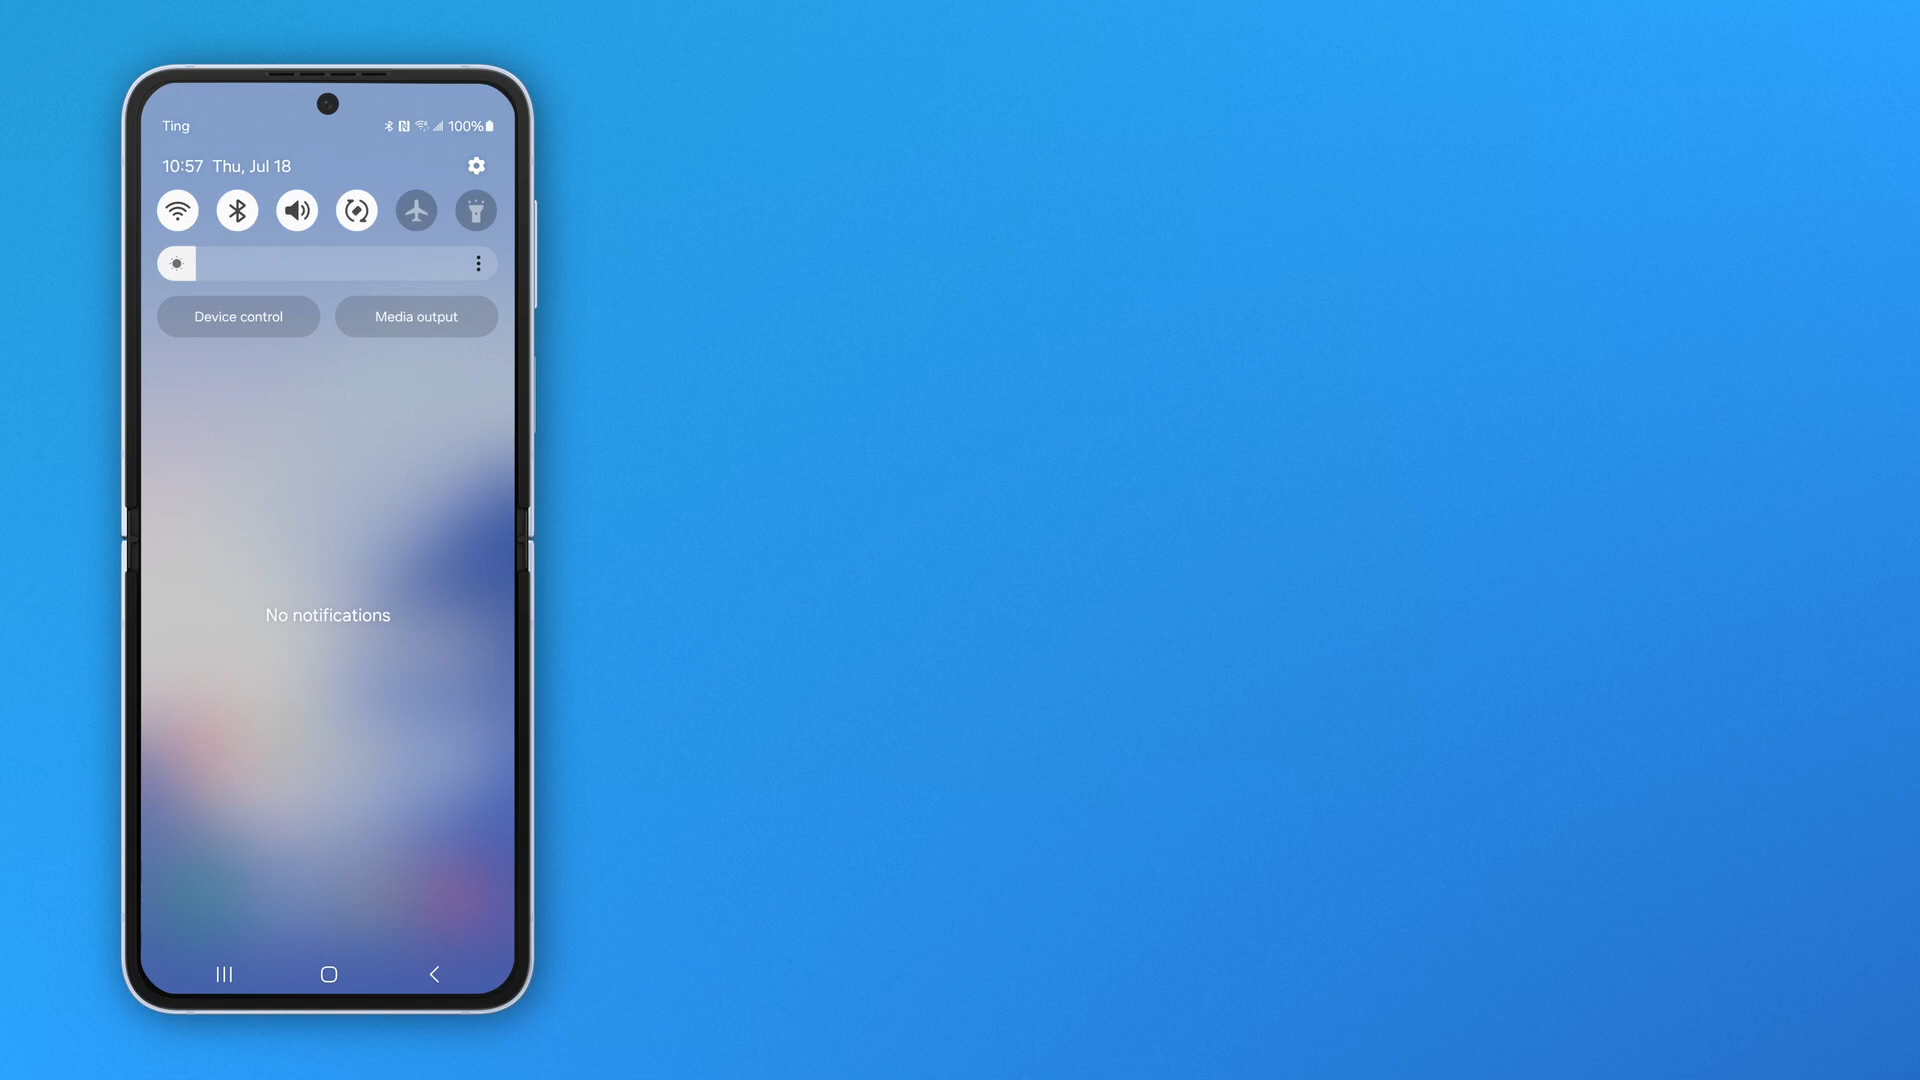 Ting
100%
10:57 Thu, Jul 18
Device control
Media output
No notifications